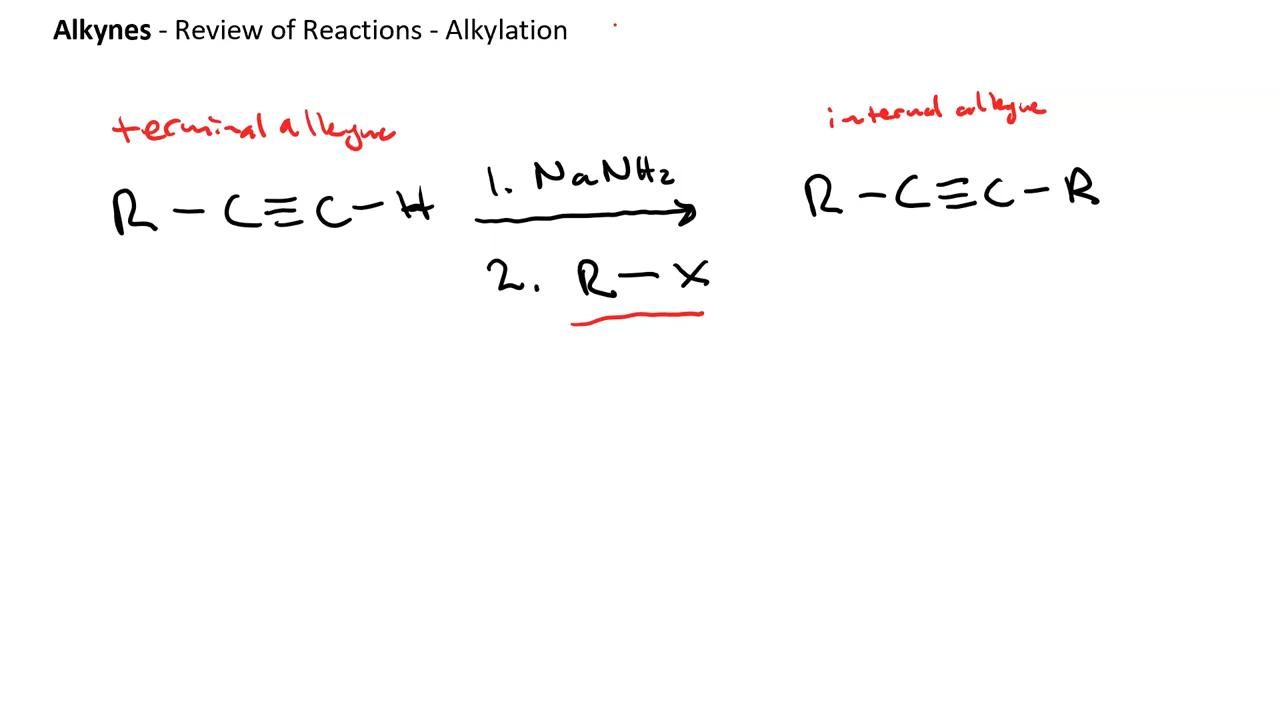 Alkynes - Review of Reactions - Alkylation
terminal alkyne
internal alkyne
R - C ≡ C - H
1. NaNH2
R - C ≡ C - R
2. R - X